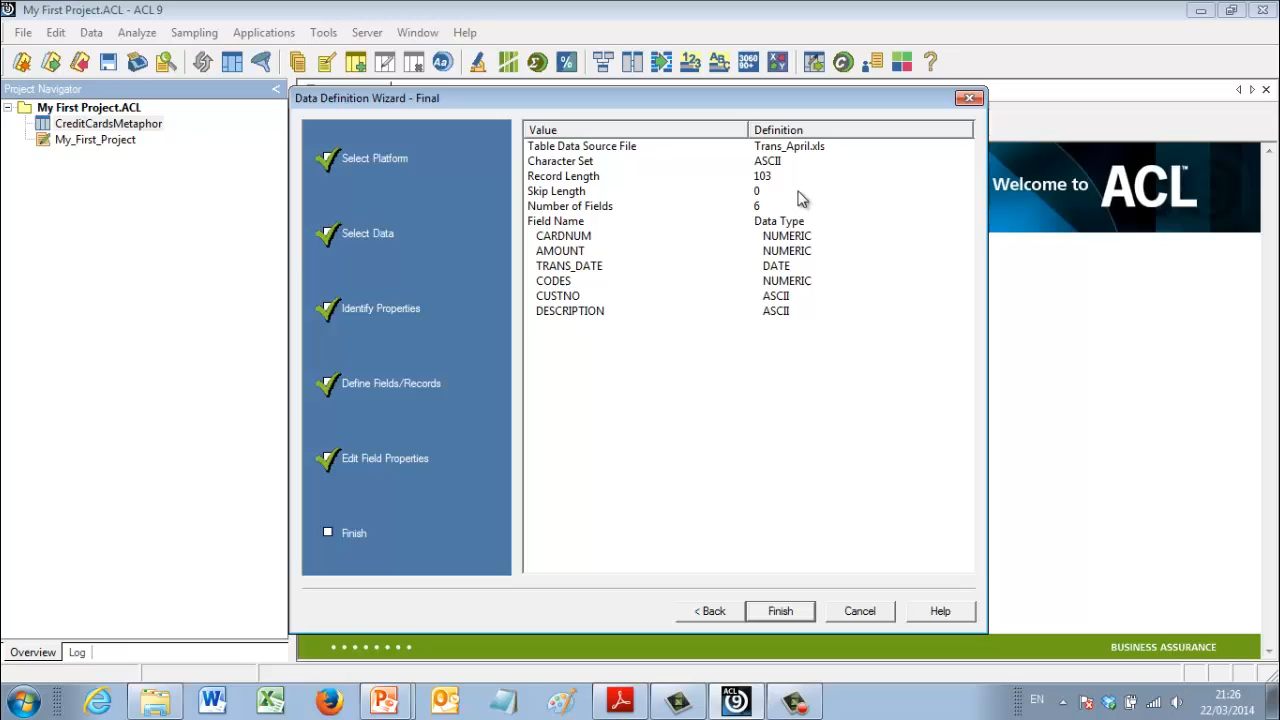 My First Project.ACL - ACL 9
File Edit Data Analyze Sampling Applications Tools Server Window Help
Project Navigator
My First Project.ACL
CreditCardsMetaphor
My_First_Project
Data Definition Wizard - Final
Select Platform
Select Data
Identify Properties
Define Fields/Records
Edit Field Properties
Finish
Value Definition
Table Data Source File Trans_April.xls
Character Set ASCII
Record Length 103
Skip Length 0
Number of Fields 6
Field Name Data Type
CARDNUM NUMERIC
AMOUNT NUMERIC
TRANS_DATE DATE
CODES NUMERIC
CUSTNO ASCII
DESCRIPTION ASCII
< Back Finish Cancel Help
Welcome to ACL
BUSINESS ASSURANCE
Overview Log
EN
21:26
22/03/2014